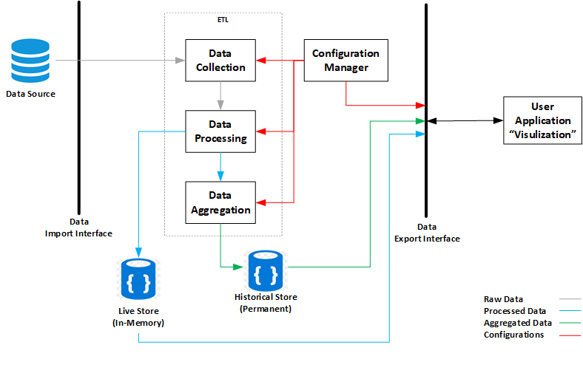 ETL
Data
Collection
Configuration
Manager
Data Source
User
Application
“Visulization”
Data
Processing
Data
Aggregation
Data
Import Interface
Data
Export Interface
{ }
{ }
Historical Store
(Permanent)
Live Store
(In-Memory)
Raw Data
Processed Data
Aggregated Data
Configurations